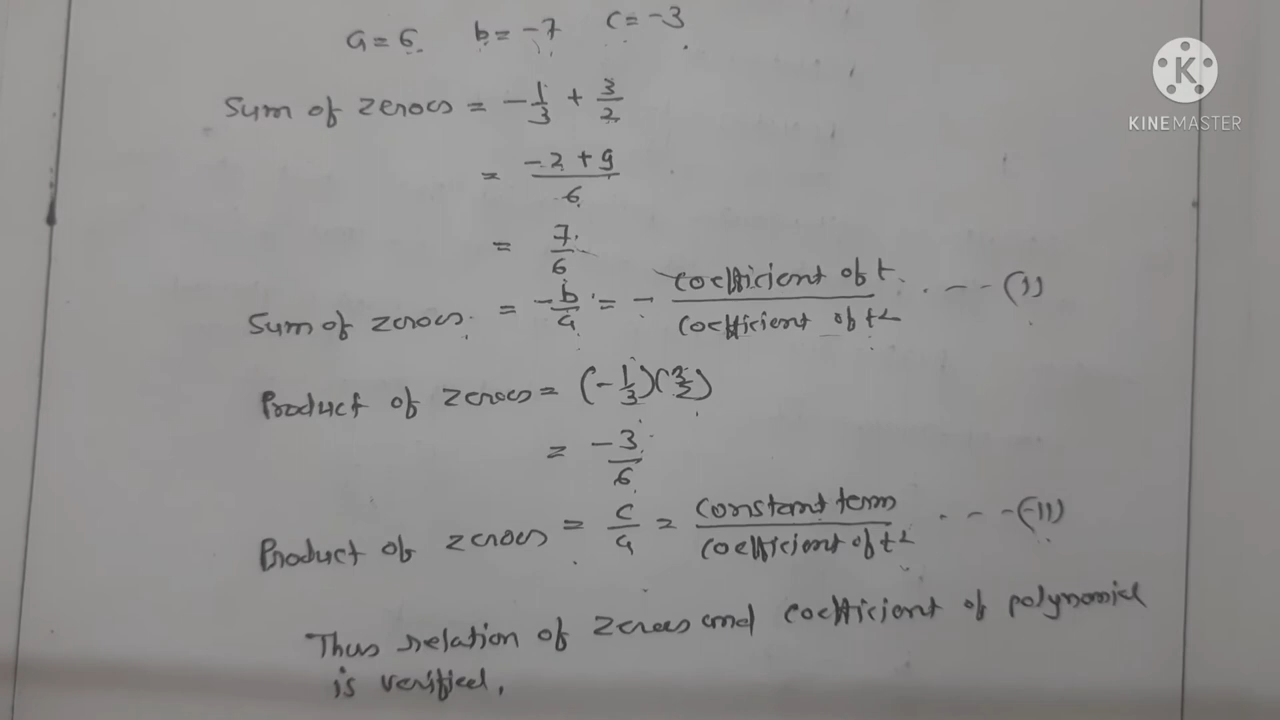 a = 6 b = -7 c = -3
Sum of zeroes = -1/3 + 3/2
= (-2 + 9)/6
= 7/6
Sum of zeroes = -b/a = - coefficient of t / coefficient of t² ---- (I)
Product of zeroes = (-1/3)(3/2)
= -3/6
Product of zeroes = c/a = constant term / coefficient of t² ---- (II)
Thus relation of zeroes and coefficient of polynomial
is verified.
K
KINEMASTER